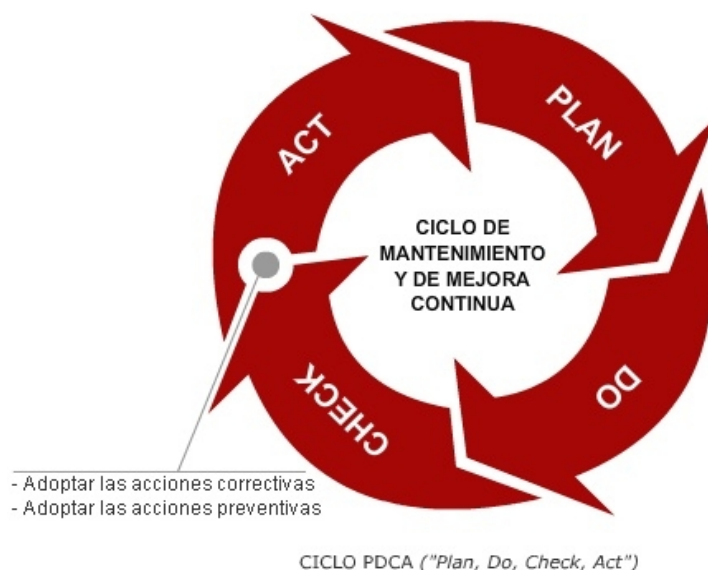 PLAN
ACT
CICLO DE
MANTENIMIENTO
Y DE MEJORA
CONTINUA
DO
CHECK
- Adoptar las acciones correctivas
- Adoptar las acciones preventivas
CICLO PDCA ("Plan, Do, Check, Act")